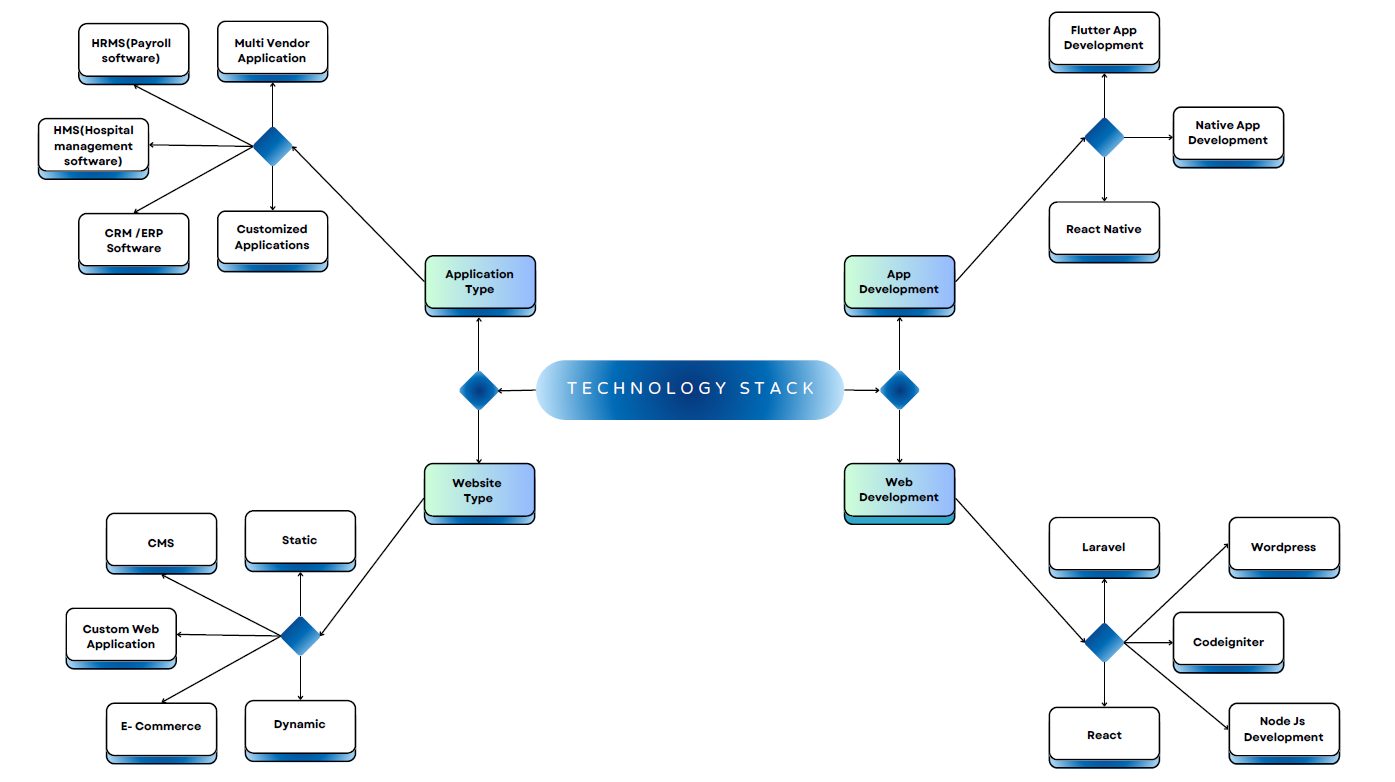 HRMS(Payroll
software)
Multi Vendor
Application
HMS(Hospital
management
software)
CRM /ERP
Software
Customized
Applications
Flutter App
Development
Native App
Development
React Native
Application
Type
App
Development
TECHNOLOGY STACK
Website
Type
Web
Development
CMS
Static
Custom Web
Application
E- Commerce
Dynamic
Laravel
Wordpress
Codeigniter
React
Node Js
Development